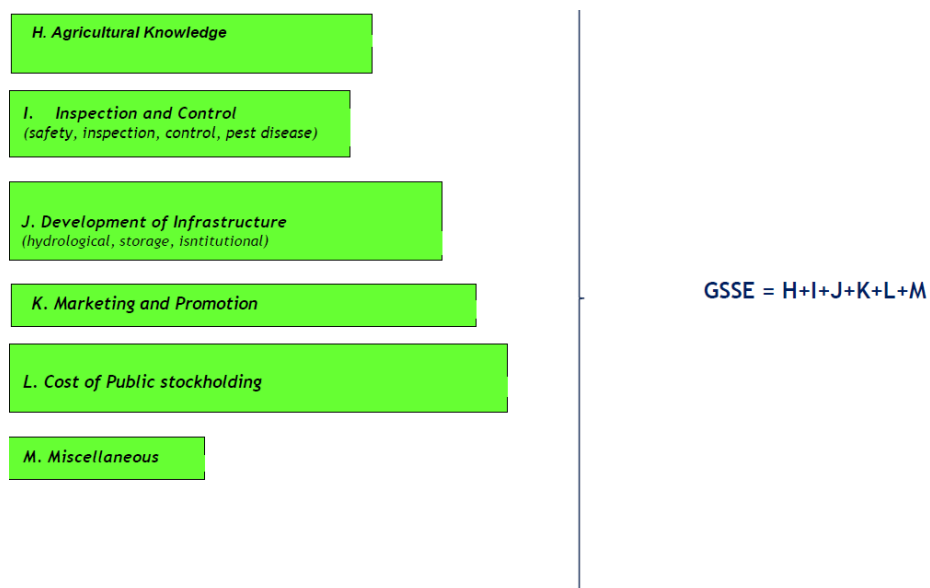 H. Agricultural Knowledge
I. Inspection and Control
(safety, inspection, control, pest disease)
J. Development of Infrastructure
(hydrological, storage, isntitutional)
K. Marketing and Promotion
GSSE = H+I+J+K+L+M
L. Cost of Public stockholding
M. Miscellaneous